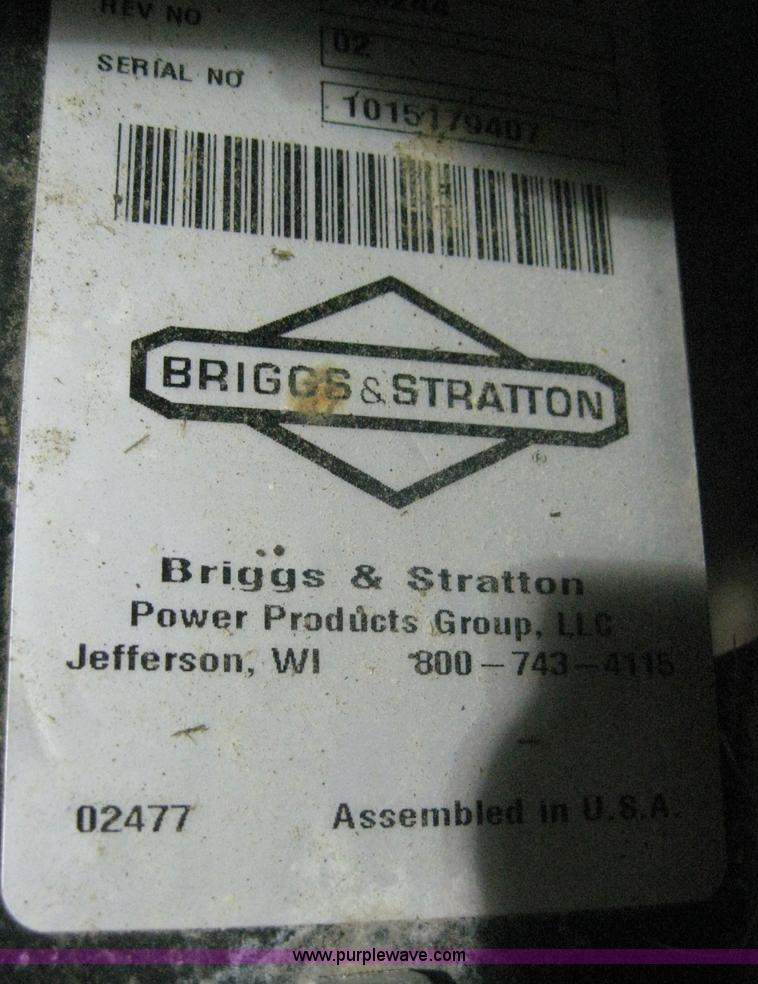 REV NO 02
SERIAL NO 1015179407
BRIGGS & STRATTON
®
Briggs & Stratton
Power Products Group, LLC
Jefferson, WI 800-743-4115
02477 Assembled in U.S.A.
www.purplewave.com